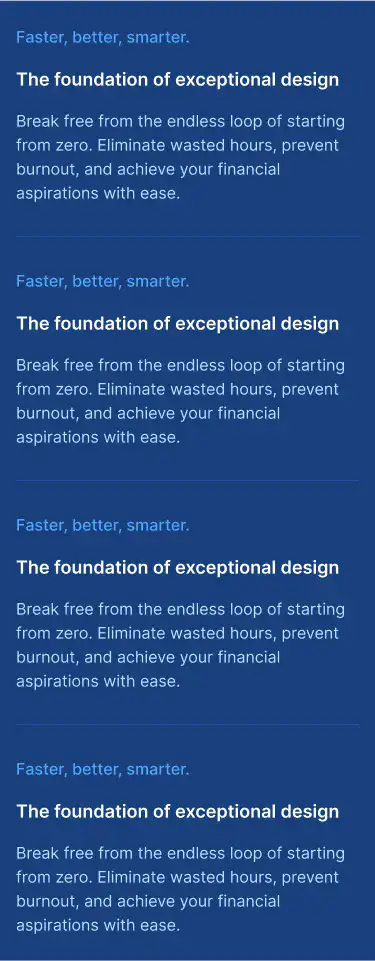 Faster, better, smarter.
The foundation of exceptional design
Break free from the endless loop of starting
from zero. Eliminate wasted hours, prevent
burnout, and achieve your financial
aspirations with ease.
Faster, better, smarter.
The foundation of exceptional design
Break free from the endless loop of starting
from zero. Eliminate wasted hours, prevent
burnout, and achieve your financial
aspirations with ease.
Faster, better, smarter.
The foundation of exceptional design
Break free from the endless loop of starting
from zero. Eliminate wasted hours, prevent
burnout, and achieve your financial
aspirations with ease.
Faster, better, smarter.
The foundation of exceptional design
Break free from the endless loop of starting
from zero. Eliminate wasted hours, prevent
burnout, and achieve your financial
aspirations with ease.